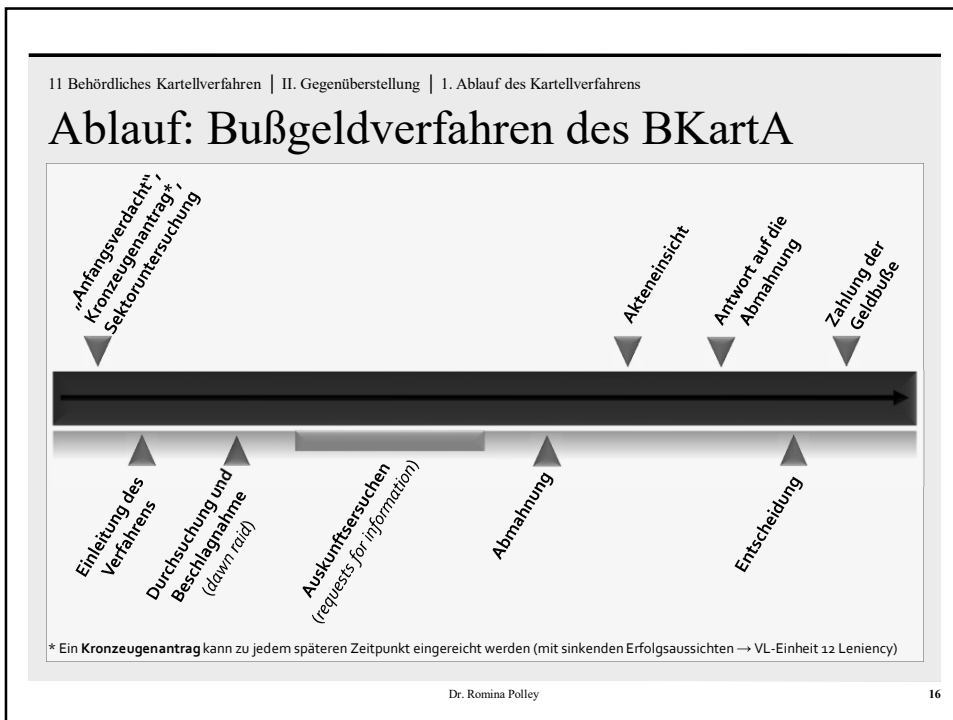 11 Behördliches Kartellverfahren | II. Gegenüberstellung | 1. Ablauf des Kartellverfahrens
Ablauf: Bußgeldverfahren des BKartA
„Anfangsverdacht“,
Kronzeugenantrag*,
Sektoruntersuchung
Akteneinsicht
Antwort auf die
Abmahnung
Zahlung der
Geldbuße
Einleitung des
Verfahrens
Durchsuchung und
Beschlagnahme
(dawn raid)
Auskunftsersuchen
(requests for information)
Abmahnung
Entscheidung
* Ein Kronzeugenantrag kann zu jedem späteren Zeitpunkt eingereicht werden (mit sinkenden Erfolgsaussichten → VL-Einheit 12 Leniency)
Dr. Romina Polley
16